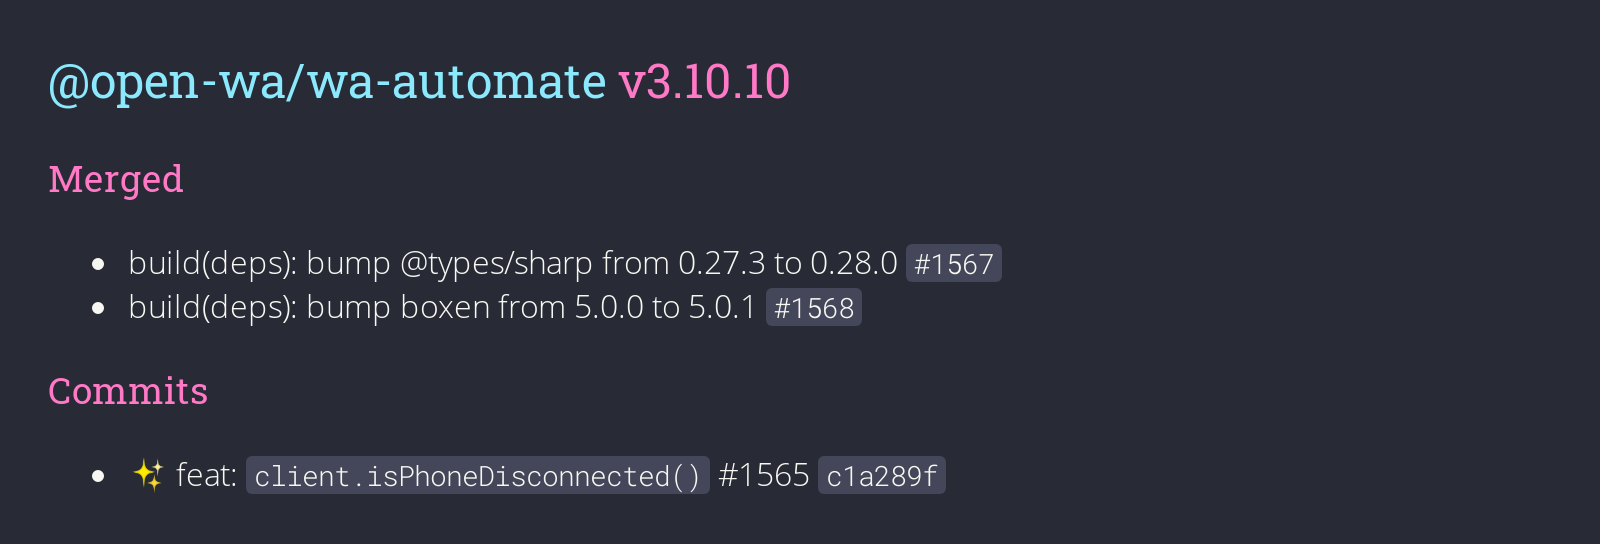 @open-wa/wa-automate v3.10.10
Merged
build(deps): bump @types/sharp from 0.27.3 to 0.28.0 #1567
build(deps): bump boxen from 5.0.0 to 5.0.1 #1568
Commits
✨ feat: client.isPhoneDisconnected() #1565 c1a289f